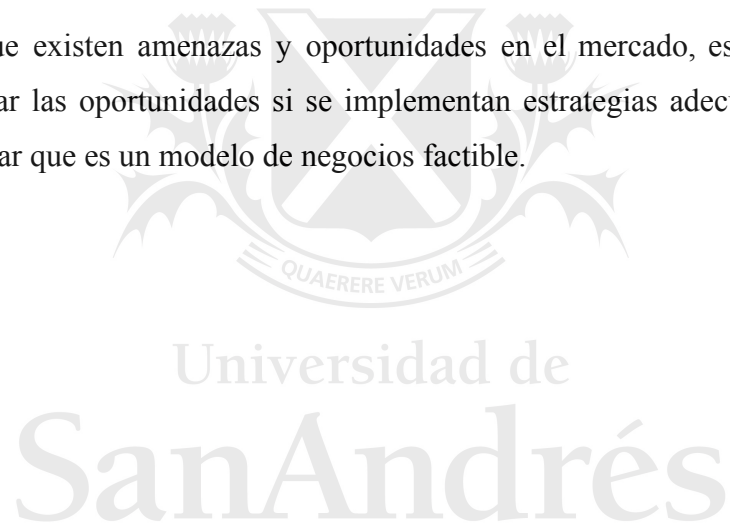 ue existen amenazas y oportunidades en el mercado, es
ar las oportunidades si se implementan estrategias adec
ar que es un modelo de negocios factible.
QUAERERE VERUM
Universidad de
SanAndrés